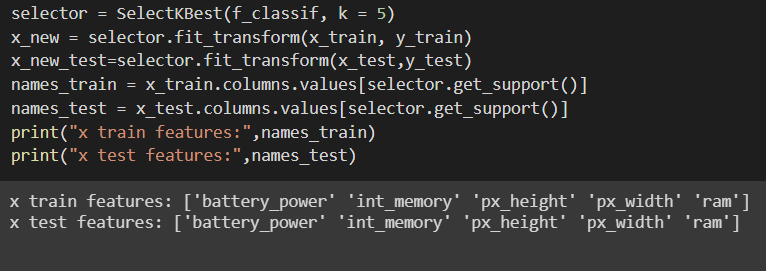 selector = SelectKBest(f_classif, k = 5)
x_new = selector.fit_transform(x_train, y_train)
x_new_test=selector.fit_transform(x_test,y_test)
names_train = x_train.columns.values[selector.get_support()]
names_test = x_test.columns.values[selector.get_support()]
print("x train features:",names_train)
print("x test features:",names_test)
x train features: ['battery_power' 'int_memory' 'px_height' 'px_width' 'ram']
x test features: ['battery_power' 'int_memory' 'px_height' 'px_width' 'ram']